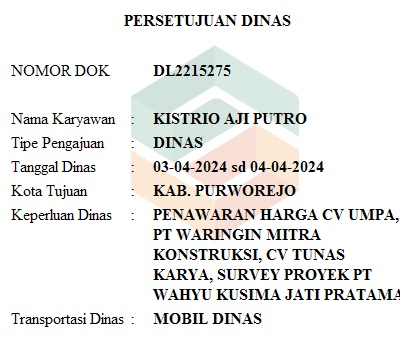 PERSETUJUAN DINAS
NOMOR DOK DL2215275
Nama Karyawan : KISTRIO AJI PUTRO
Tipe Pengajuan : DINAS
Tanggal Dinas : 03-04-2024 sd 04-04-2024
Kota Tujuan : KAB. PURWOREJO
Keperluan Dinas : PENAWARAN HARGA CV UMPA,
PT WARINGIN MITRA
KONSTRUKSI, CV TUNAS
KARYA, SURVEY PROYEK PT
WAHYU KUSIMA JATI PRATAMA
Transportasi Dinas : MOBIL DINAS